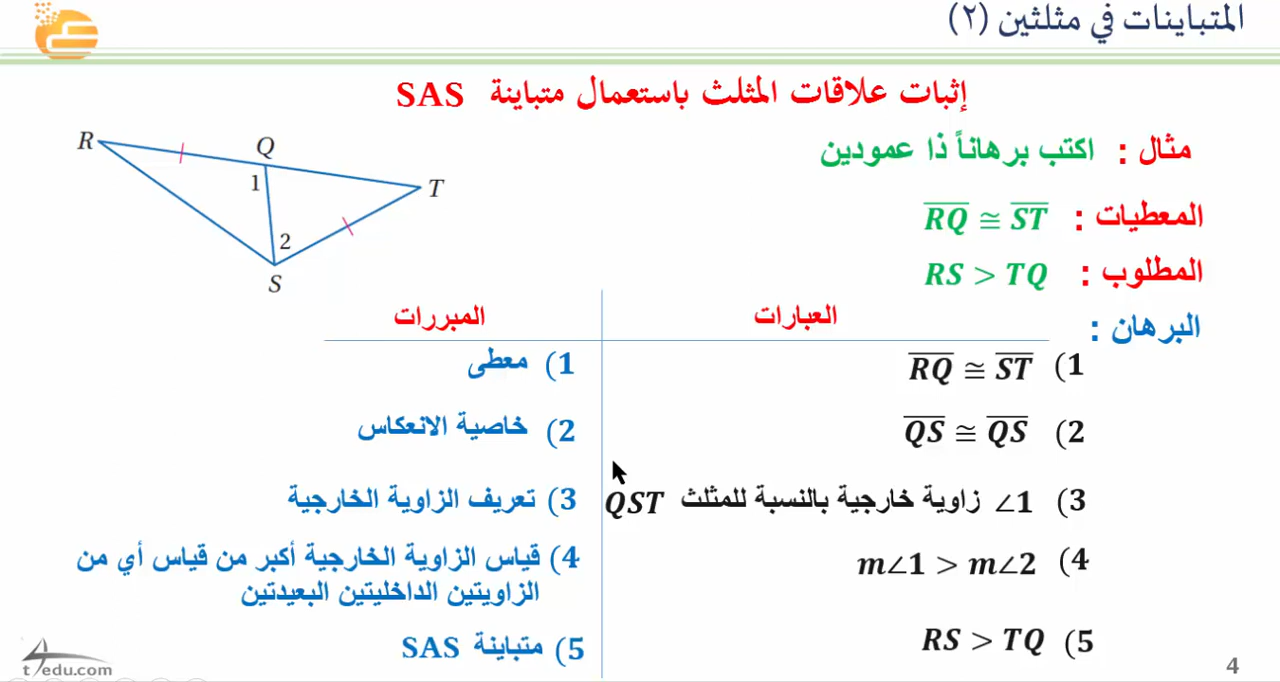 المتباينات في مثلثين (٢)
إثبات علاقات المثلث باستعمال متباينة SAS
مثال : اكتب برهاناً ذا عمودين
المعطيات : RQ ≅ ST
المطلوب : RS > TQ
البرهان :
R
Q
T
1
2
S
العبارات
المبررات
1) RQ ≅ ST
1) معطى
2) QS ≅ QS
2) خاصية الانعكاس
3) ∠1 زاوية خارجية بالنسبة للمثلث QST
3) تعريف الزاوية الخارجية
4) m∠1 > m∠2
4) قياس الزاوية الخارجية أكبر من قياس أي من
الزاويتين الداخليتين البعيدتين
5) RS > TQ
5) متباينة SAS
t4edu.com
4